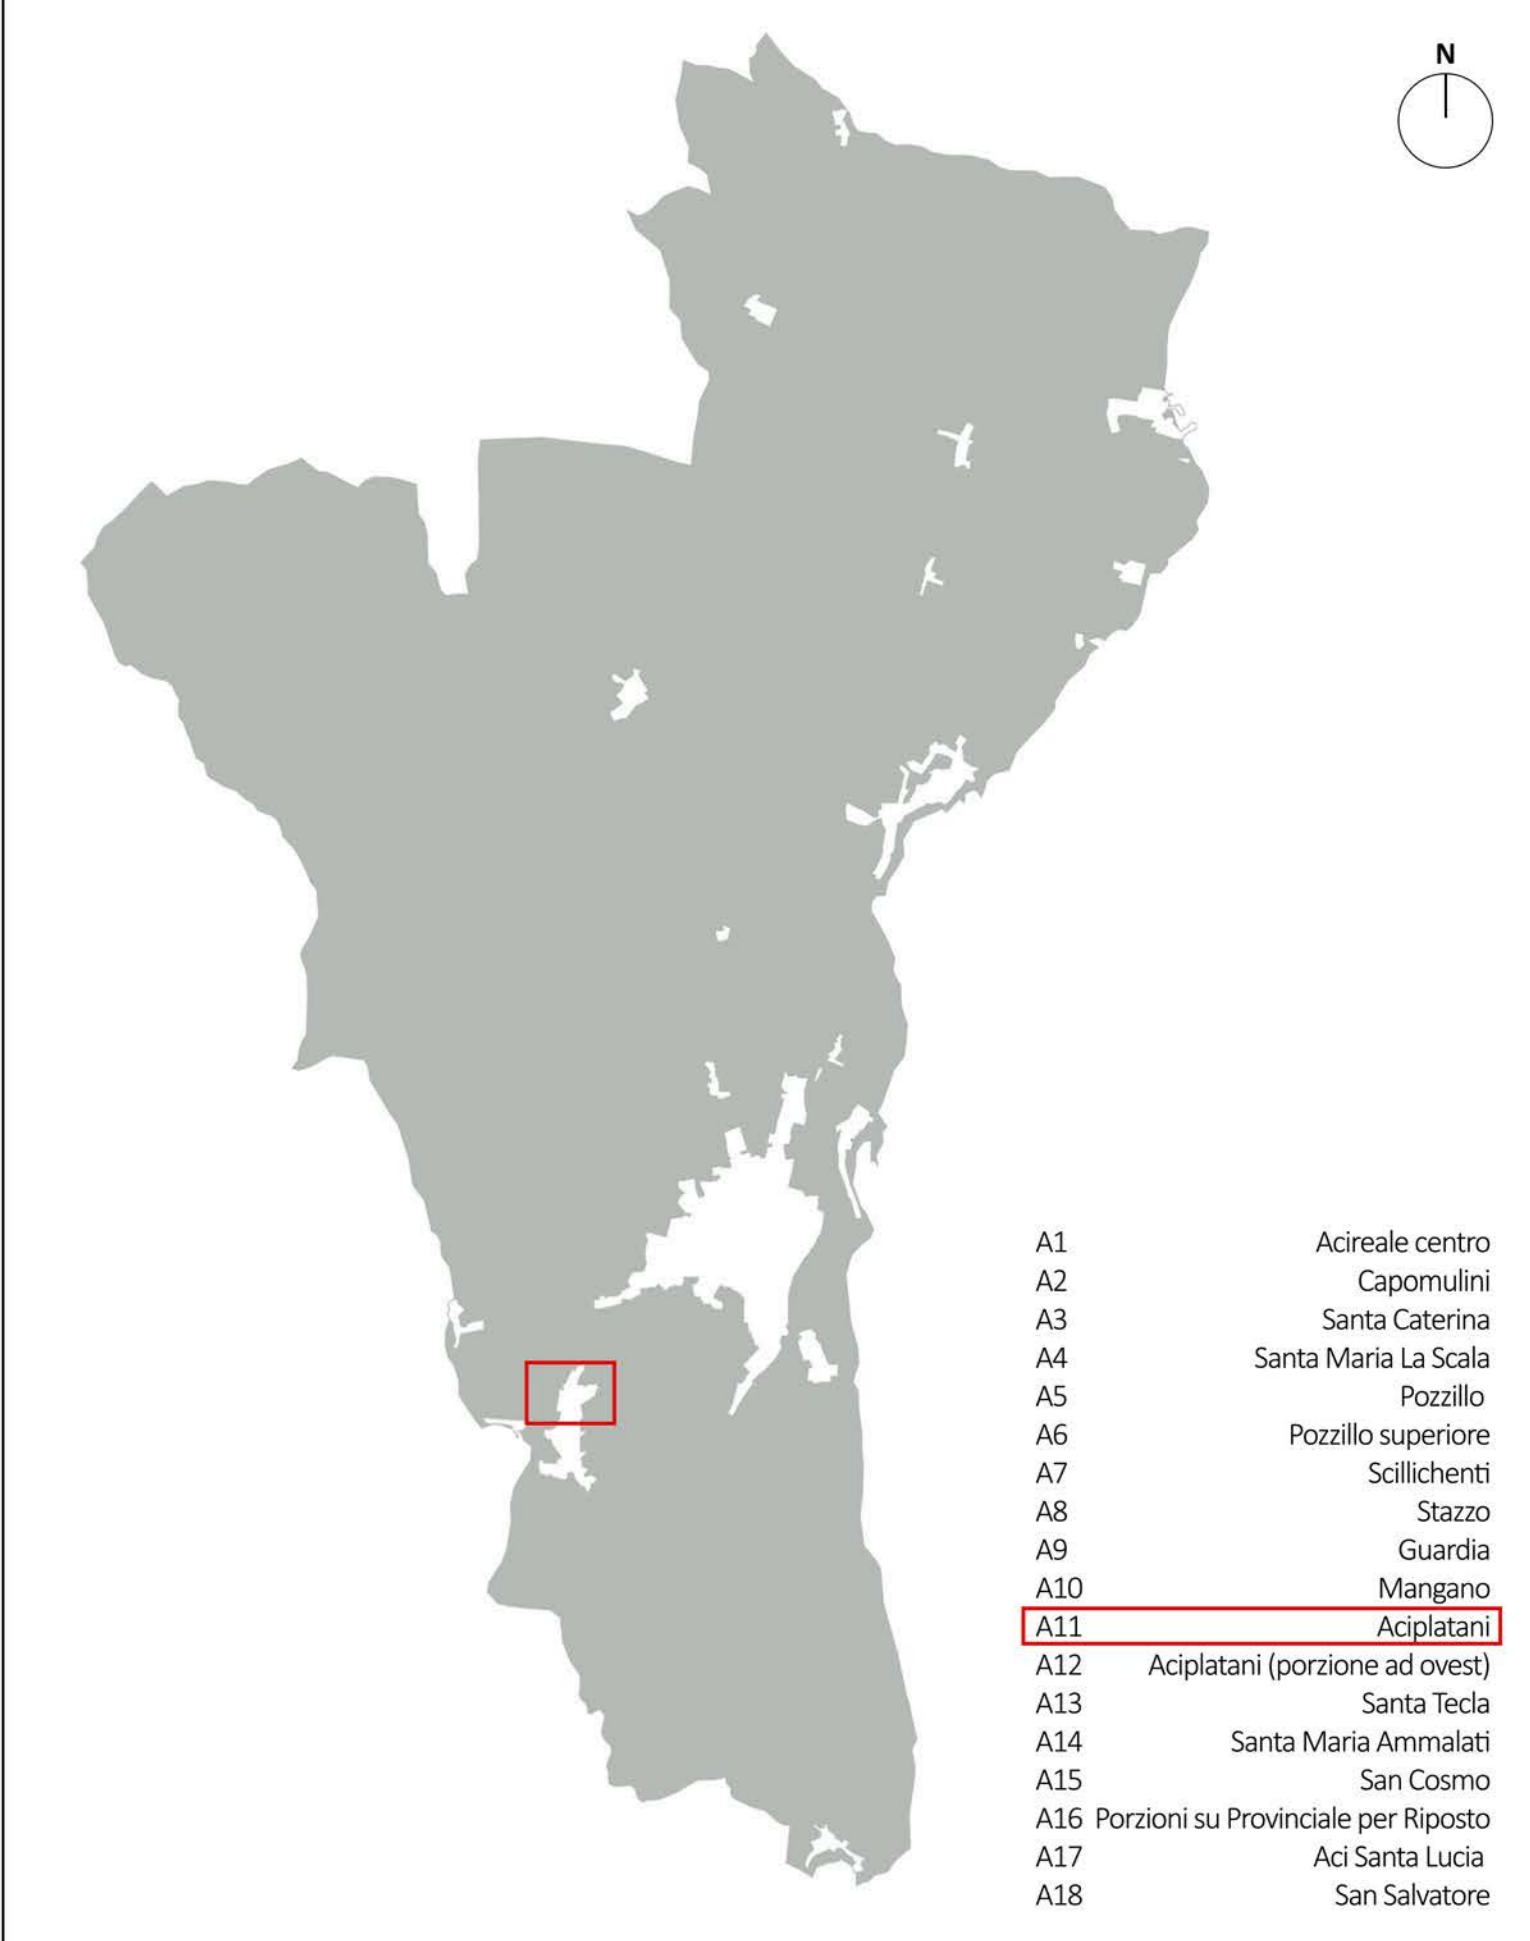 N
A1 Acireale centro
A2 Capomulini
A3 Santa Caterina
A4 Santa Maria La Scala
A5 Pozzillo
A6 Pozzillo superiore
A7 Scillichenti
A8 Stazzo
A9 Guardia
A10 Mangano
A11 Aciplatani
A12 Aciplatani (porzione ad ovest)
A13 Santa Tecla
A14 Santa Maria Ammalati
A15 San Cosmo
A16 Porzioni su Provinciale per Riposto
A17 Aci Santa Lucia
A18 San Salvatore